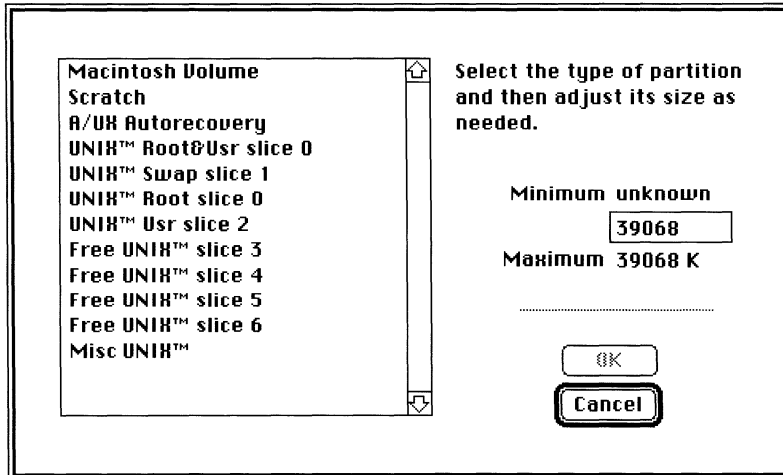 Macintosh Volume
Scratch
A/UX Autorecovery
UNIX™ Root&Usr slice 0
UNIX™ Swap slice 1
UNIX™ Root slice 0
UNIX™ Usr slice 2
Free UNIX™ slice 3
Free UNIX™ slice 4
Free UNIX™ slice 5
Free UNIX™ slice 6
Misc UNIX™
Select the type of partition
and then adjust its size as
needed.
Minimum unknown
39068
Maximum 39068 K
OK
Cancel